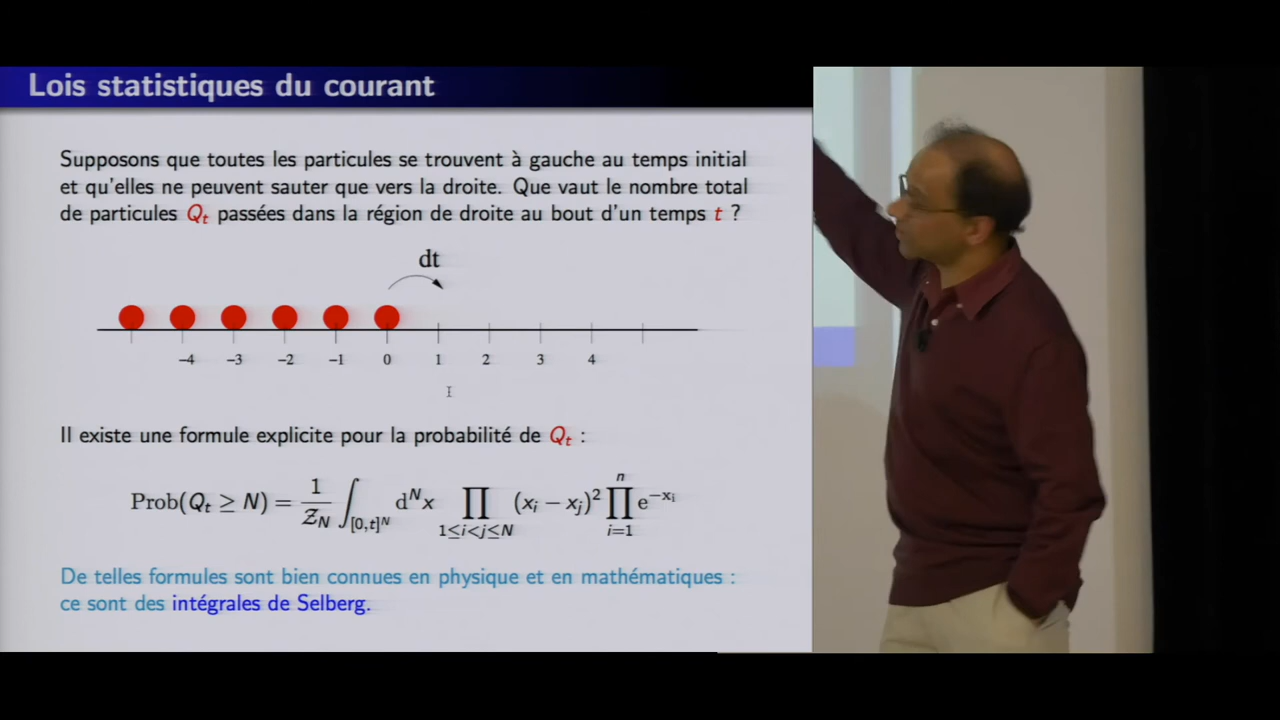 Lois statistiques du courant
Supposons que toutes les particules se trouvent à gauche au temps initial
et qu'elles ne peuvent sauter que vers la droite. Que vaut le nombre total
de particules Qₜ passées dans la région de droite au bout d'un temps t ?
dt
−4 −3 −2 −1 0 1 2 3 4
Il existe une formule explicite pour la probabilité de Qₜ :
Prob(Qₜ ≥ N) = 1/𝒵_N ∫_{[0,t]^N} d^N x ∏_{1≤i<j≤N} (x_i − x_j)² ∏_{i=1}^{n} e^{−x_i}
De telles formules sont bien connues en physique et en mathématiques :
ce sont des intégrales de Selberg.